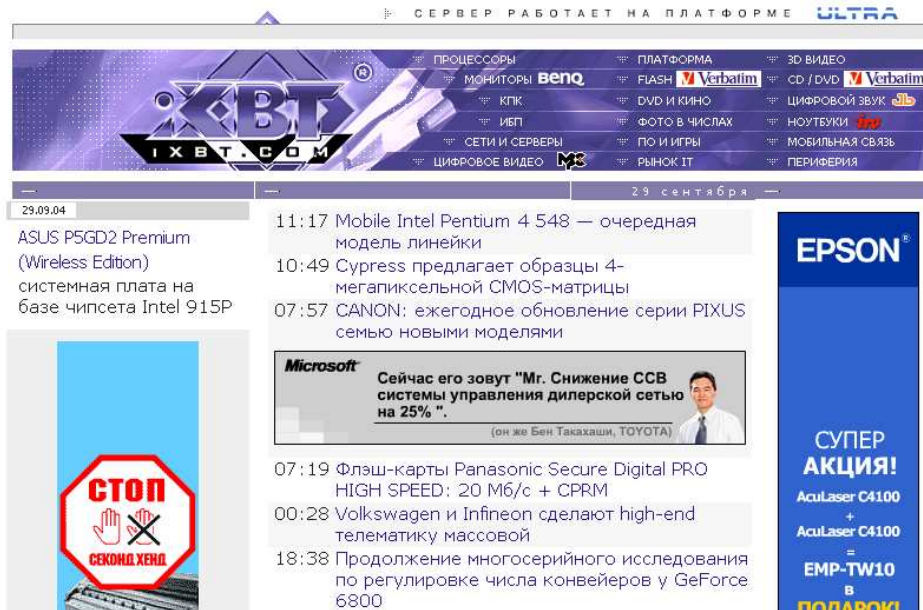 СЕРВЕР РАБОТАЕТ НА ПЛАТФОРМЕ ULTRA
ПРОЦЕССОРЫ
ПЛАТФОРМА
3D ВИДЕО
МОНИТОРЫ BenQ
FLASH Verbatim
CD / DVD Verbatim
КПК
DVD И КИНО
ЦИФРОВОЙ ЗВУК
ИБП
ФОТО В ЧИСЛАХ
НОУТБУКИ
СЕТИ И СЕРВЕРЫ
ПО И ИГРЫ
МОБИЛЬНАЯ СВЯЗЬ
ЦИФРОВОЕ ВИДЕО
РЫНОК IT
ПЕРИФЕРИЯ
iXBT®
IXBT.COM
29 сентября
29.09.04
ASUS P5GD2 Premium
(Wireless Edition)
системная плата на
базе чипсета Intel 915P
СТОП
СЕКОНД ХЕНД
11:17 Mobile Intel Pentium 4 548 — очередная
модель линейки
10:49 Cypress предлагает образцы 4-
мегапиксельной CMOS-матрицы
07:57 CANON: ежегодное обновление серии PIXUS
семью новыми моделями
Microsoft
Сейчас его зовут "Mr. Снижение ССВ
системы управления дилерской сетью
на 25% ".
(он же Бен Такахаши, TOYOTA)
07:19 Флэш-карты Panasonic Secure Digital PRO
HIGH SPEED: 20 Мб/с + CPRM
00:28 Volkswagen и Infineon сделают high-end
телематику массовой
18:38 Продолжение многосерийного исследования
по регулировке числа конвейеров у GeForce
6800
EPSON®
СУПЕР
АКЦИЯ!
AcuLaser C4100
+
AcuLaser C4100
=
EMP-TW10
В
ПОДАРОК!